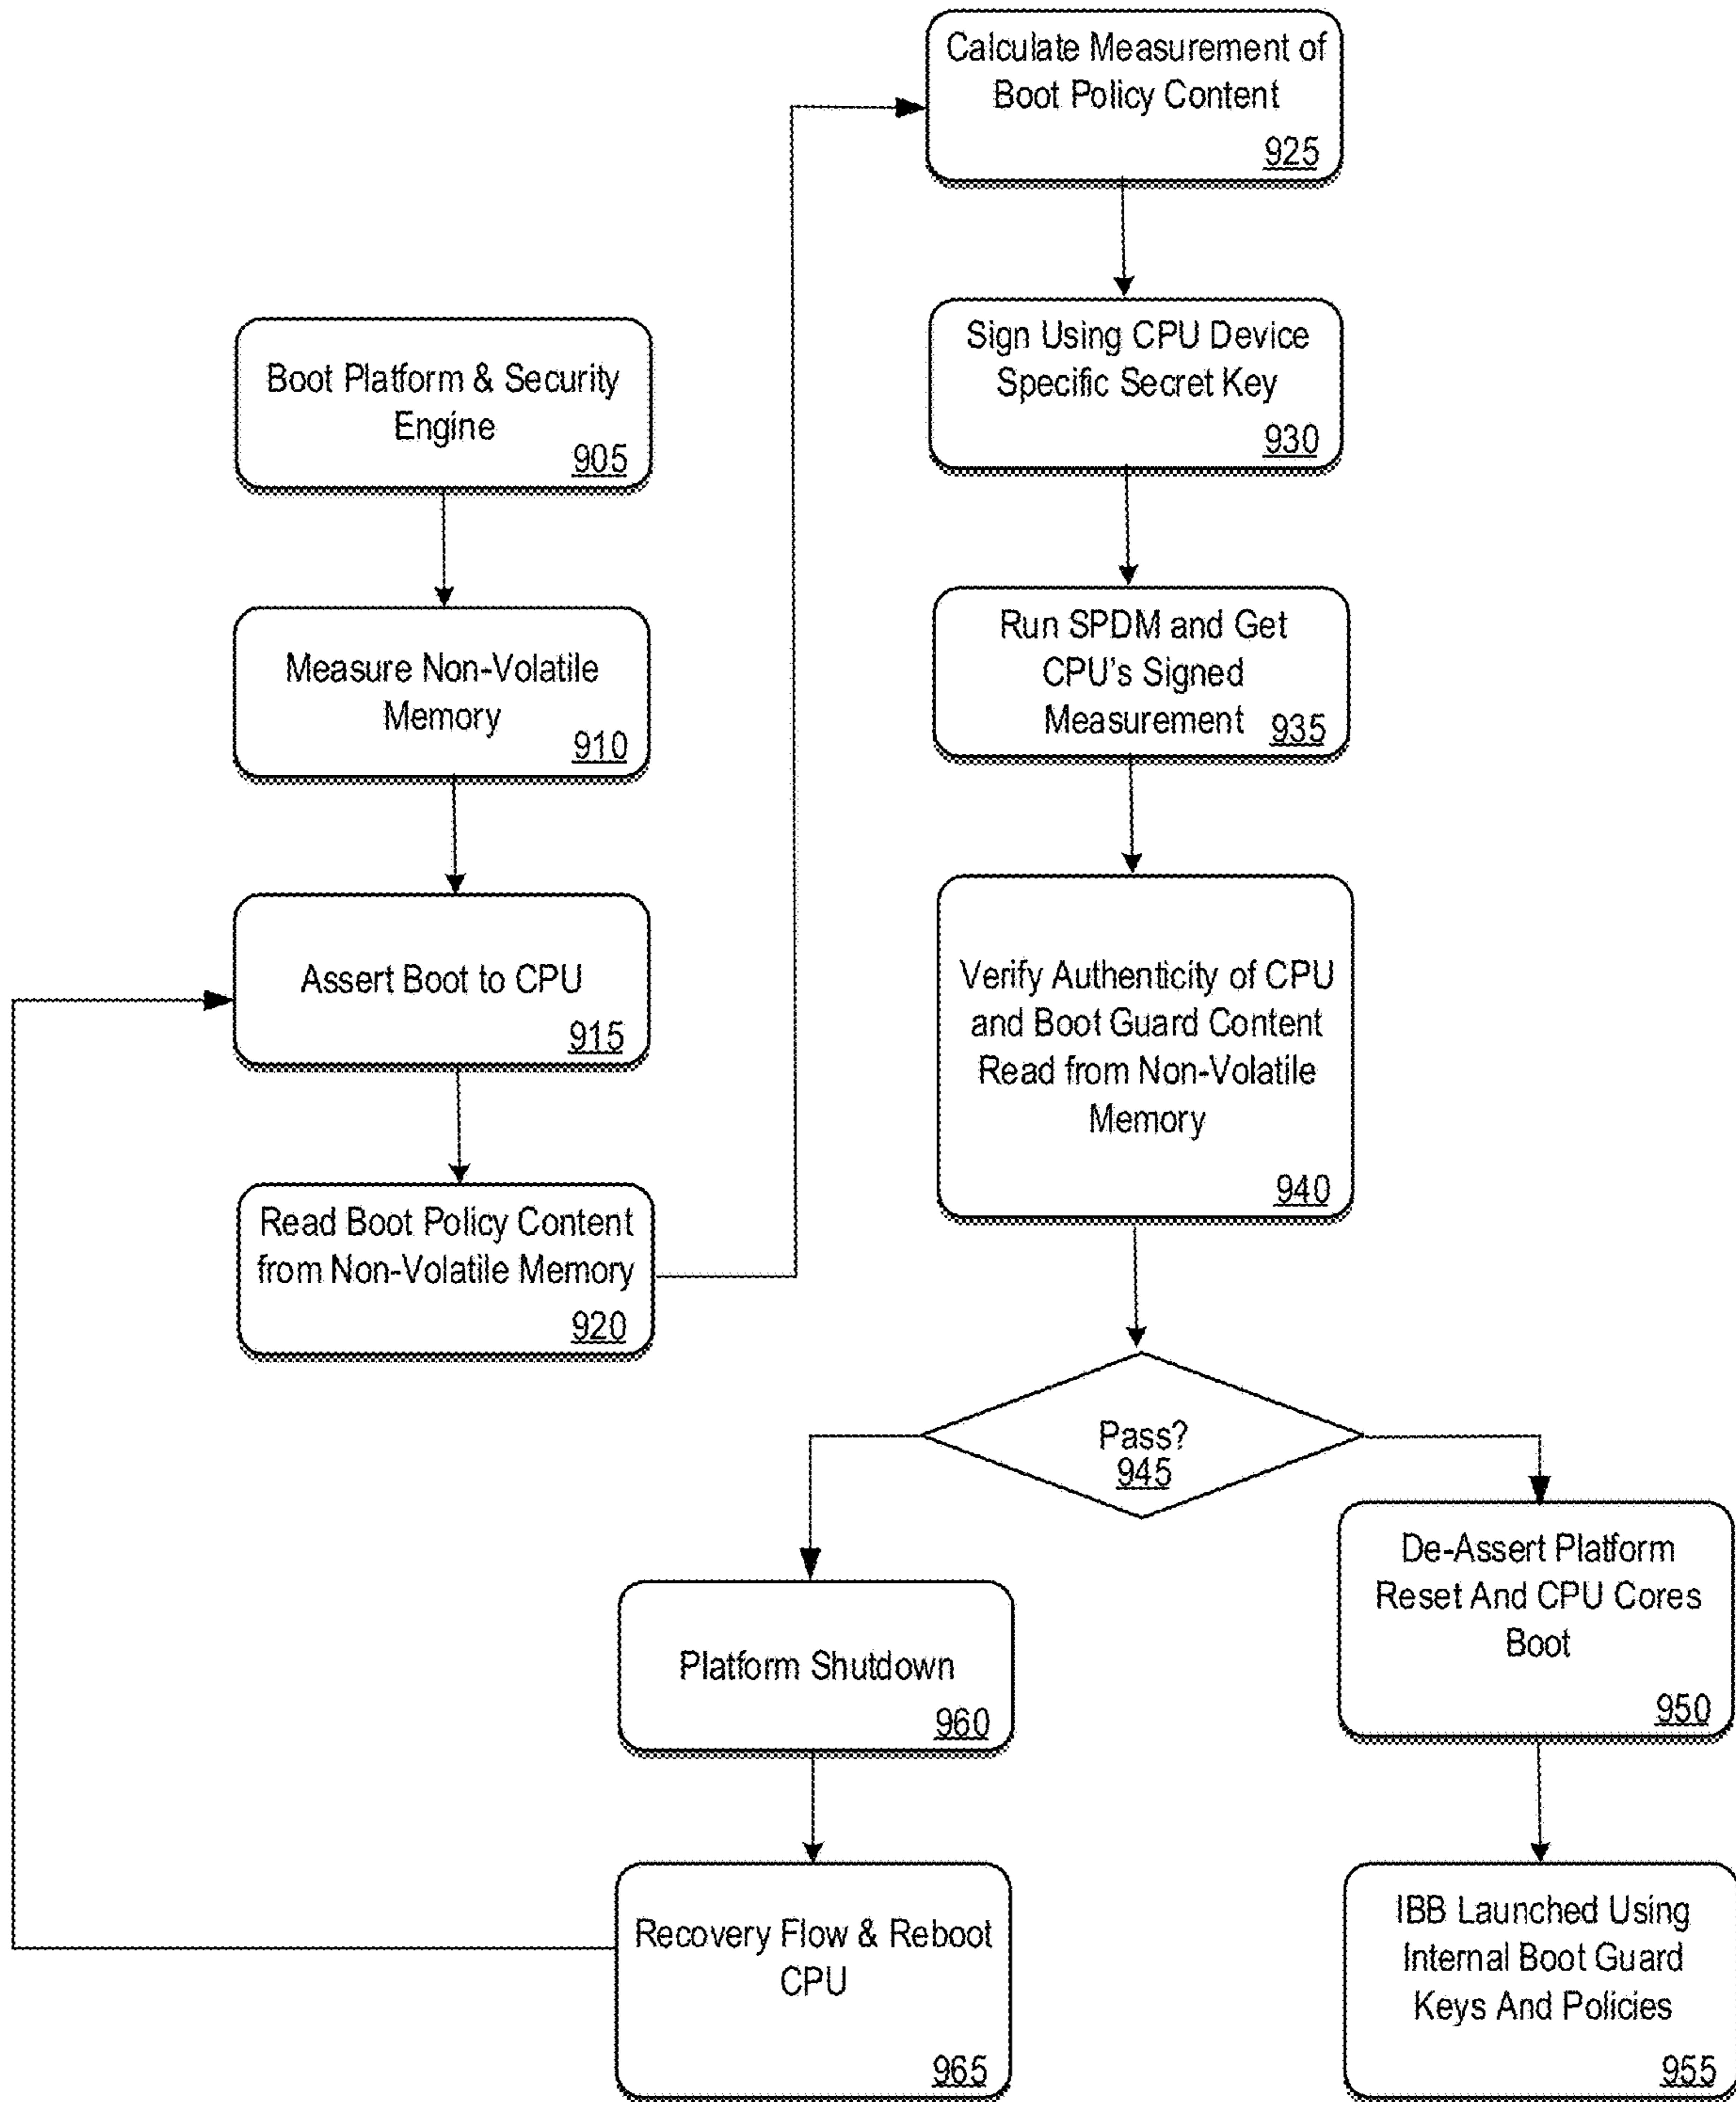 Boot Platform & Security
Engine
905
Measure Non-Volatile
Memory
910
Assert Boot to CPU
915
Read Boot Policy Content
from Non-Volatile Memory
920
Calculate Measurement of
Boot Policy Content
925
Sign Using CPU Device
Specific Secret Key
930
Run SPDM and Get
CPU's Signed
Measurement 935
Verify Authenticity of CPU
and Boot Guard Content
Read from Non-Volatile
Memory
940
Pass?
945
De-Assert Platform
Reset And CPU Cores
Boot
950
IBB Launched Using
Internal Boot Guard
Keys And Policies
955
Platform Shutdown
960
Recovery Flow & Reboot
CPU
965